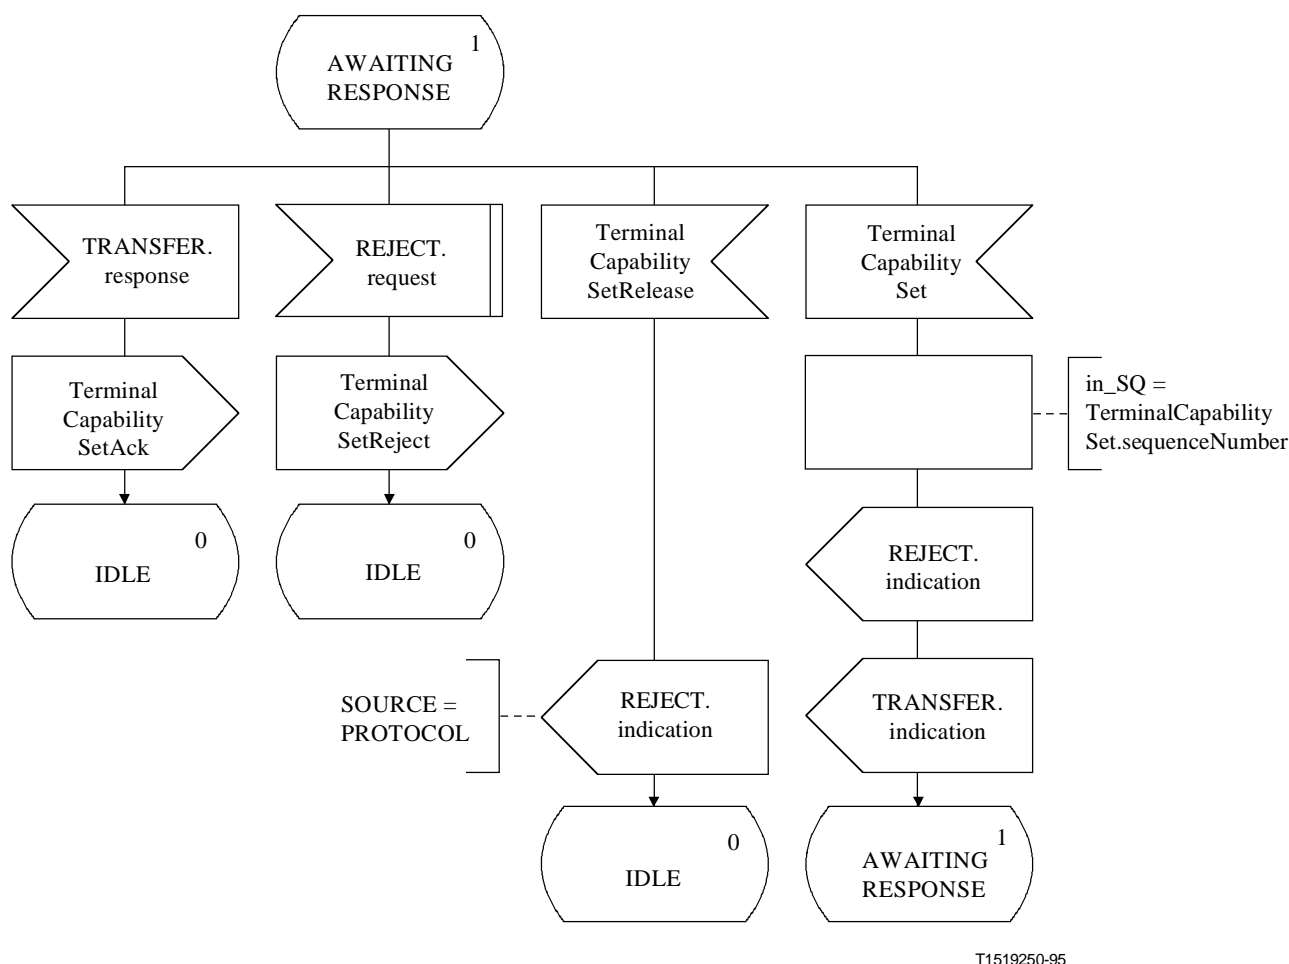 1
AWAITING
RESPONSE
TRANSFER.
response
REJECT.
request
Terminal
Capability
SetRelease
Terminal
Capability
Set
Terminal
Capability
SetAck
Terminal
Capability
SetReject
in_SQ =
TerminalCapability
Set.sequenceNumber
0
IDLE
0
IDLE
REJECT.
indication
SOURCE =
PROTOCOL
REJECT.
indication
TRANSFER.
indication
0
IDLE
1
AWAITING
RESPONSE
T1519250-95